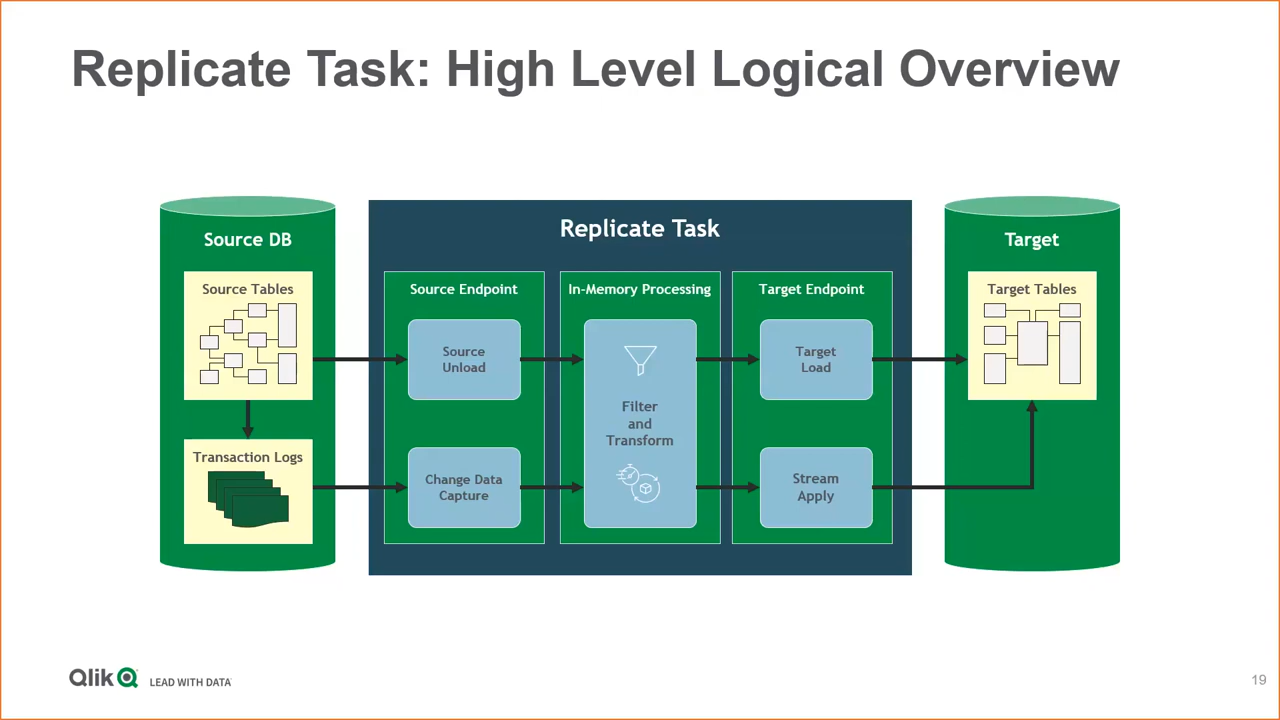 Replicate Task: High Level Logical Overview
Source DB
Source Tables
Transaction Logs
Replicate Task
Source Endpoint
Source
Unload
Change Data
Capture
In-Memory Processing
Filter
and
Transform
Target Endpoint
Target
Load
Stream
Apply
Target
Target Tables
Qlik
LEAD WITH DATA
19